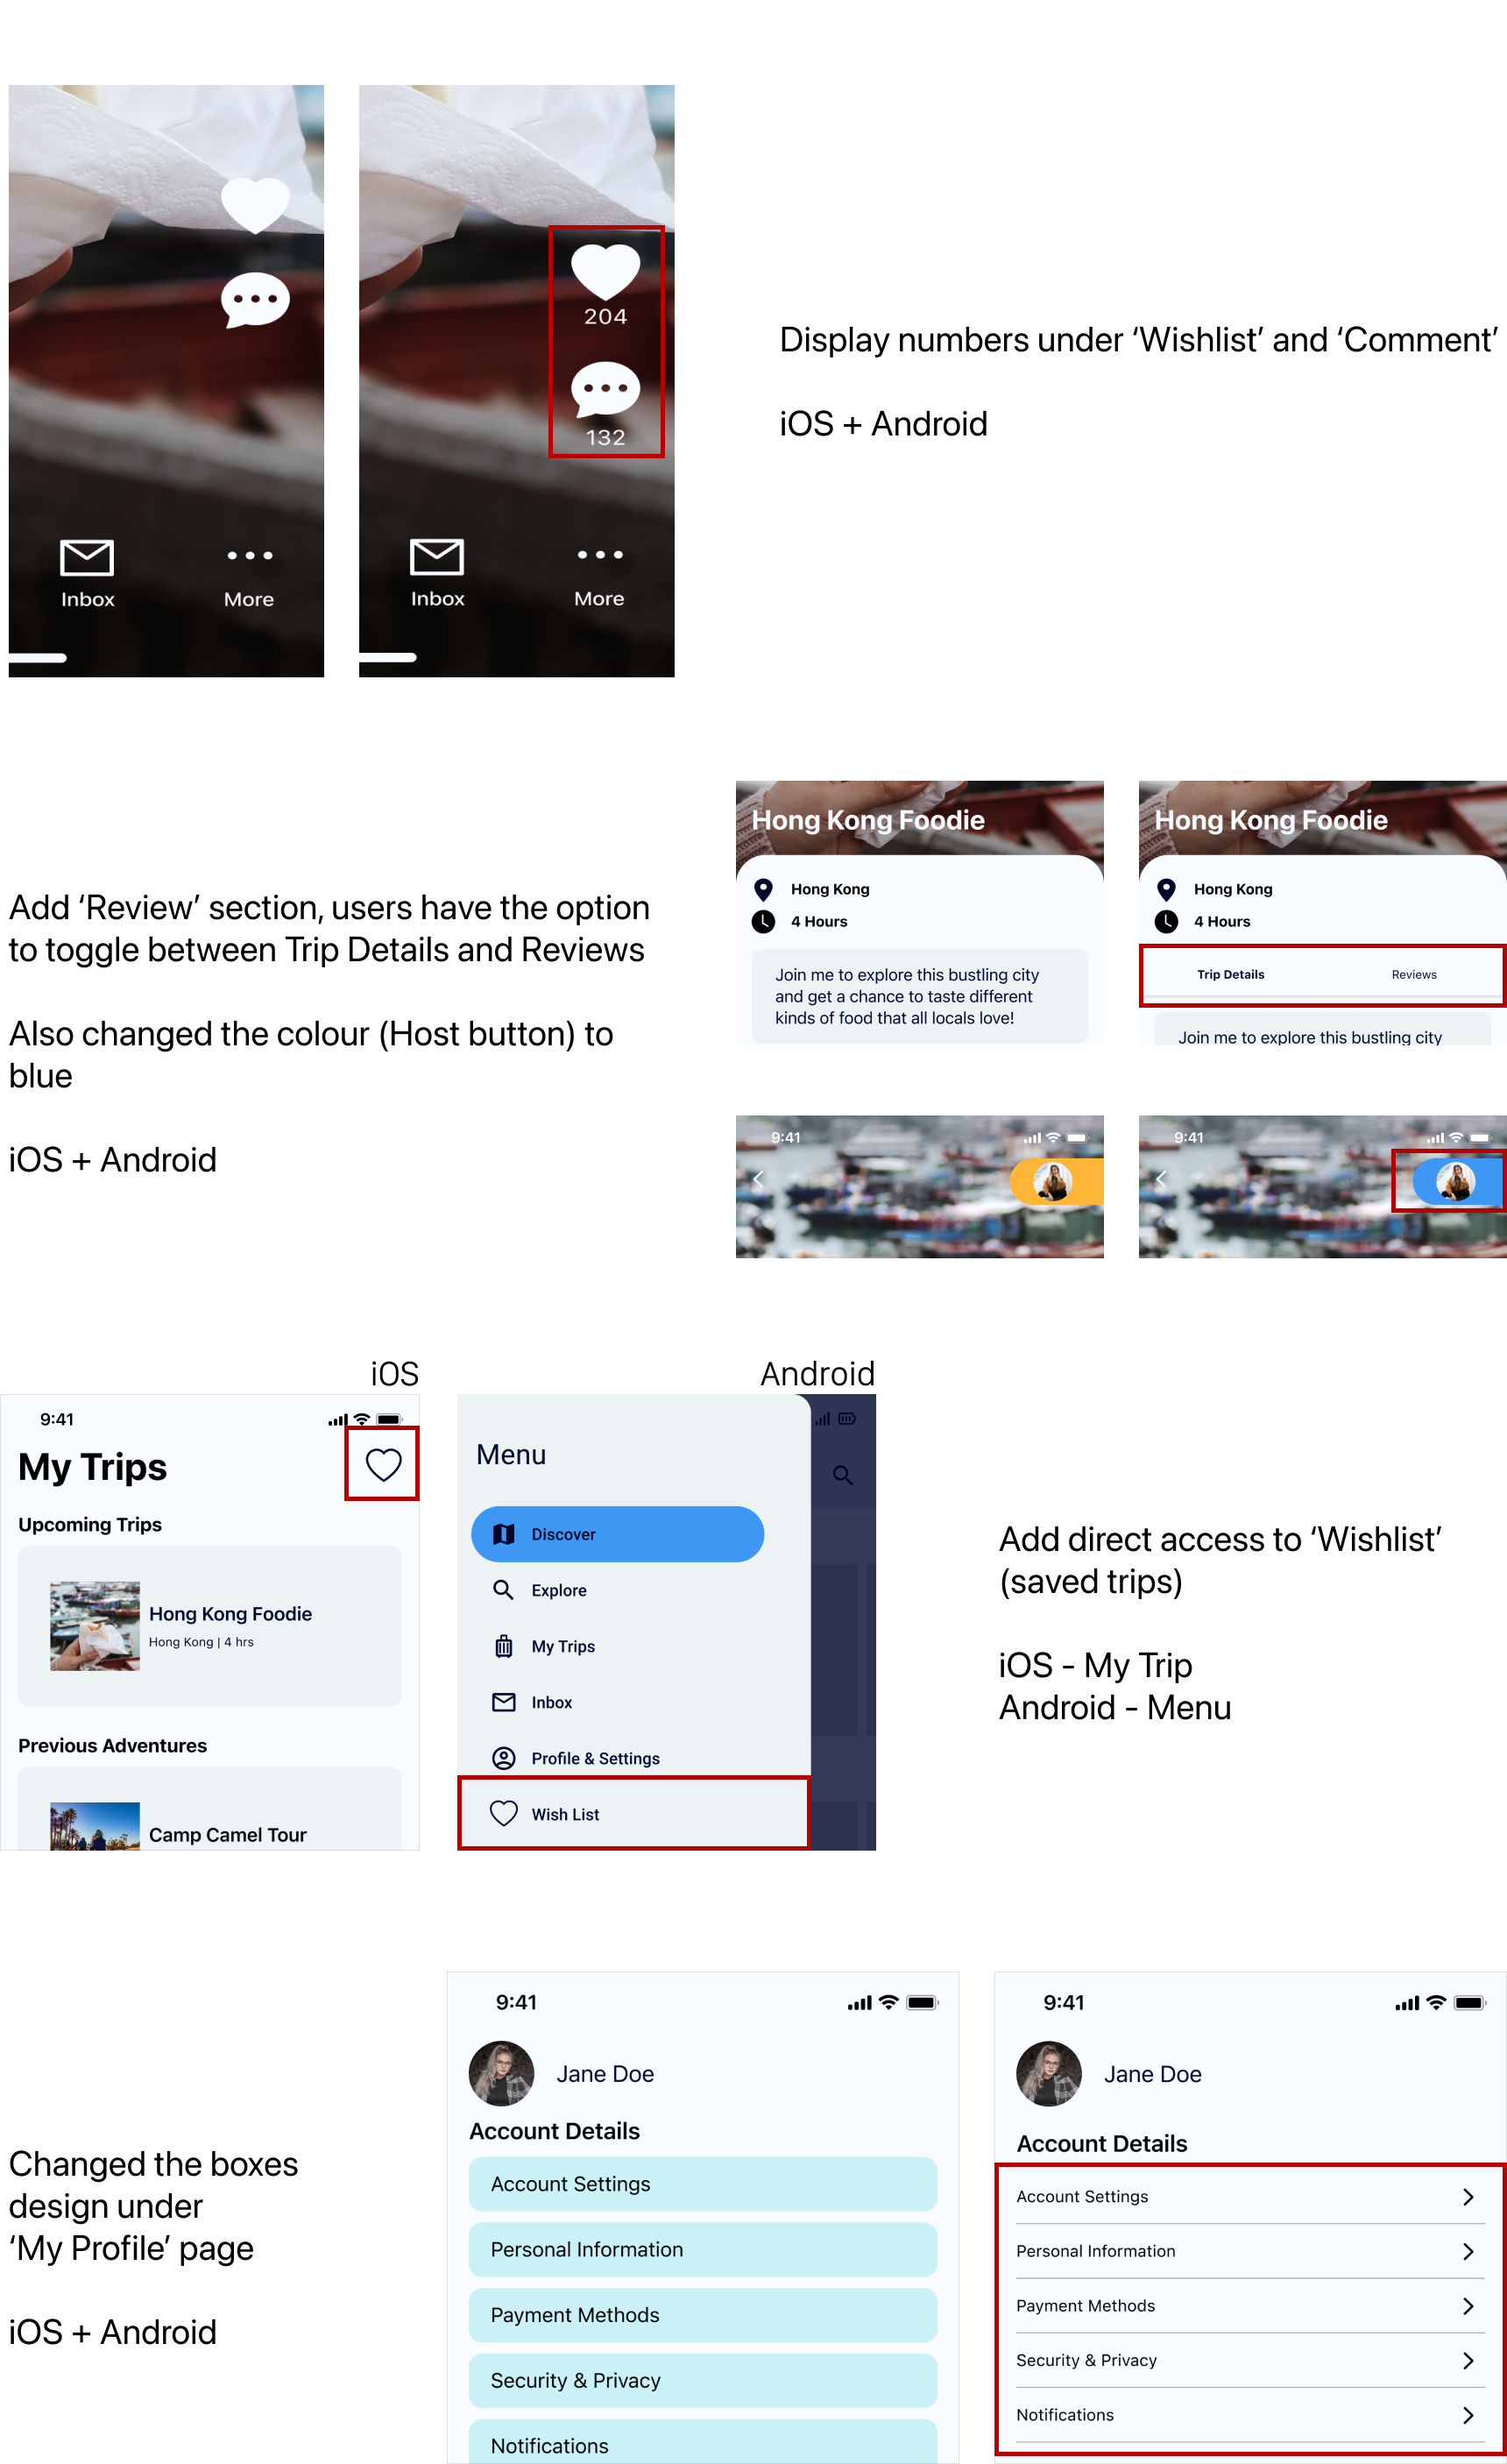 204
132
Inbox
More
Inbox
More
Display numbers under ‘Wishlist’ and ‘Comment’
iOS + Android
Add ‘Review’ section, users have the option
to toggle between Trip Details and Reviews
Also changed the colour (Host button) to
blue
iOS + Android
Hong Kong Foodie
Hong Kong
4 Hours
Join me to explore this bustling city
and get a chance to taste different
kinds of food that all locals love!
Hong Kong Foodie
Hong Kong
4 Hours
Trip Details
Reviews
Join me to explore this bustling city
9:41
9:41
iOS
9:41
My Trips
Upcoming Trips
Hong Kong Foodie
Hong Kong | 4 hrs
Previous Adventures
Camp Camel Tour
Android
Menu
Discover
Explore
My Trips
Inbox
Profile & Settings
Wish List
Add direct access to ‘Wishlist’
(saved trips)
iOS - My Trip
Android - Menu
Changed the boxes
design under
‘My Profile’ page
iOS + Android
9:41
Jane Doe
Account Details
Account Settings
Personal Information
Payment Methods
Security & Privacy
Notifications
9:41
Jane Doe
Account Details
Account Settings
Personal Information
Payment Methods
Security & Privacy
Notifications